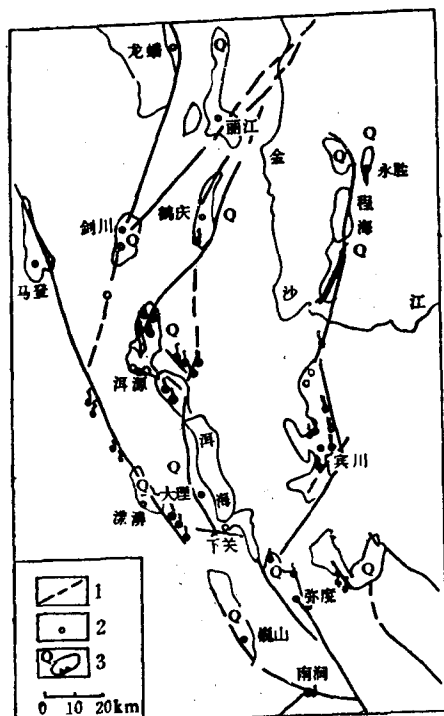 龙蟠
Q
丽江
金
Q
Q
永胜
程
海
剑川
Q
鹤庆
Q
Q
马登
沙
江
Q
洱源
洱
海
Q
大理
宾川
Q
漾濞
下关
Q
弥度
Q
Q
巍山
南涧
1
2
Q
3
0 10 20km